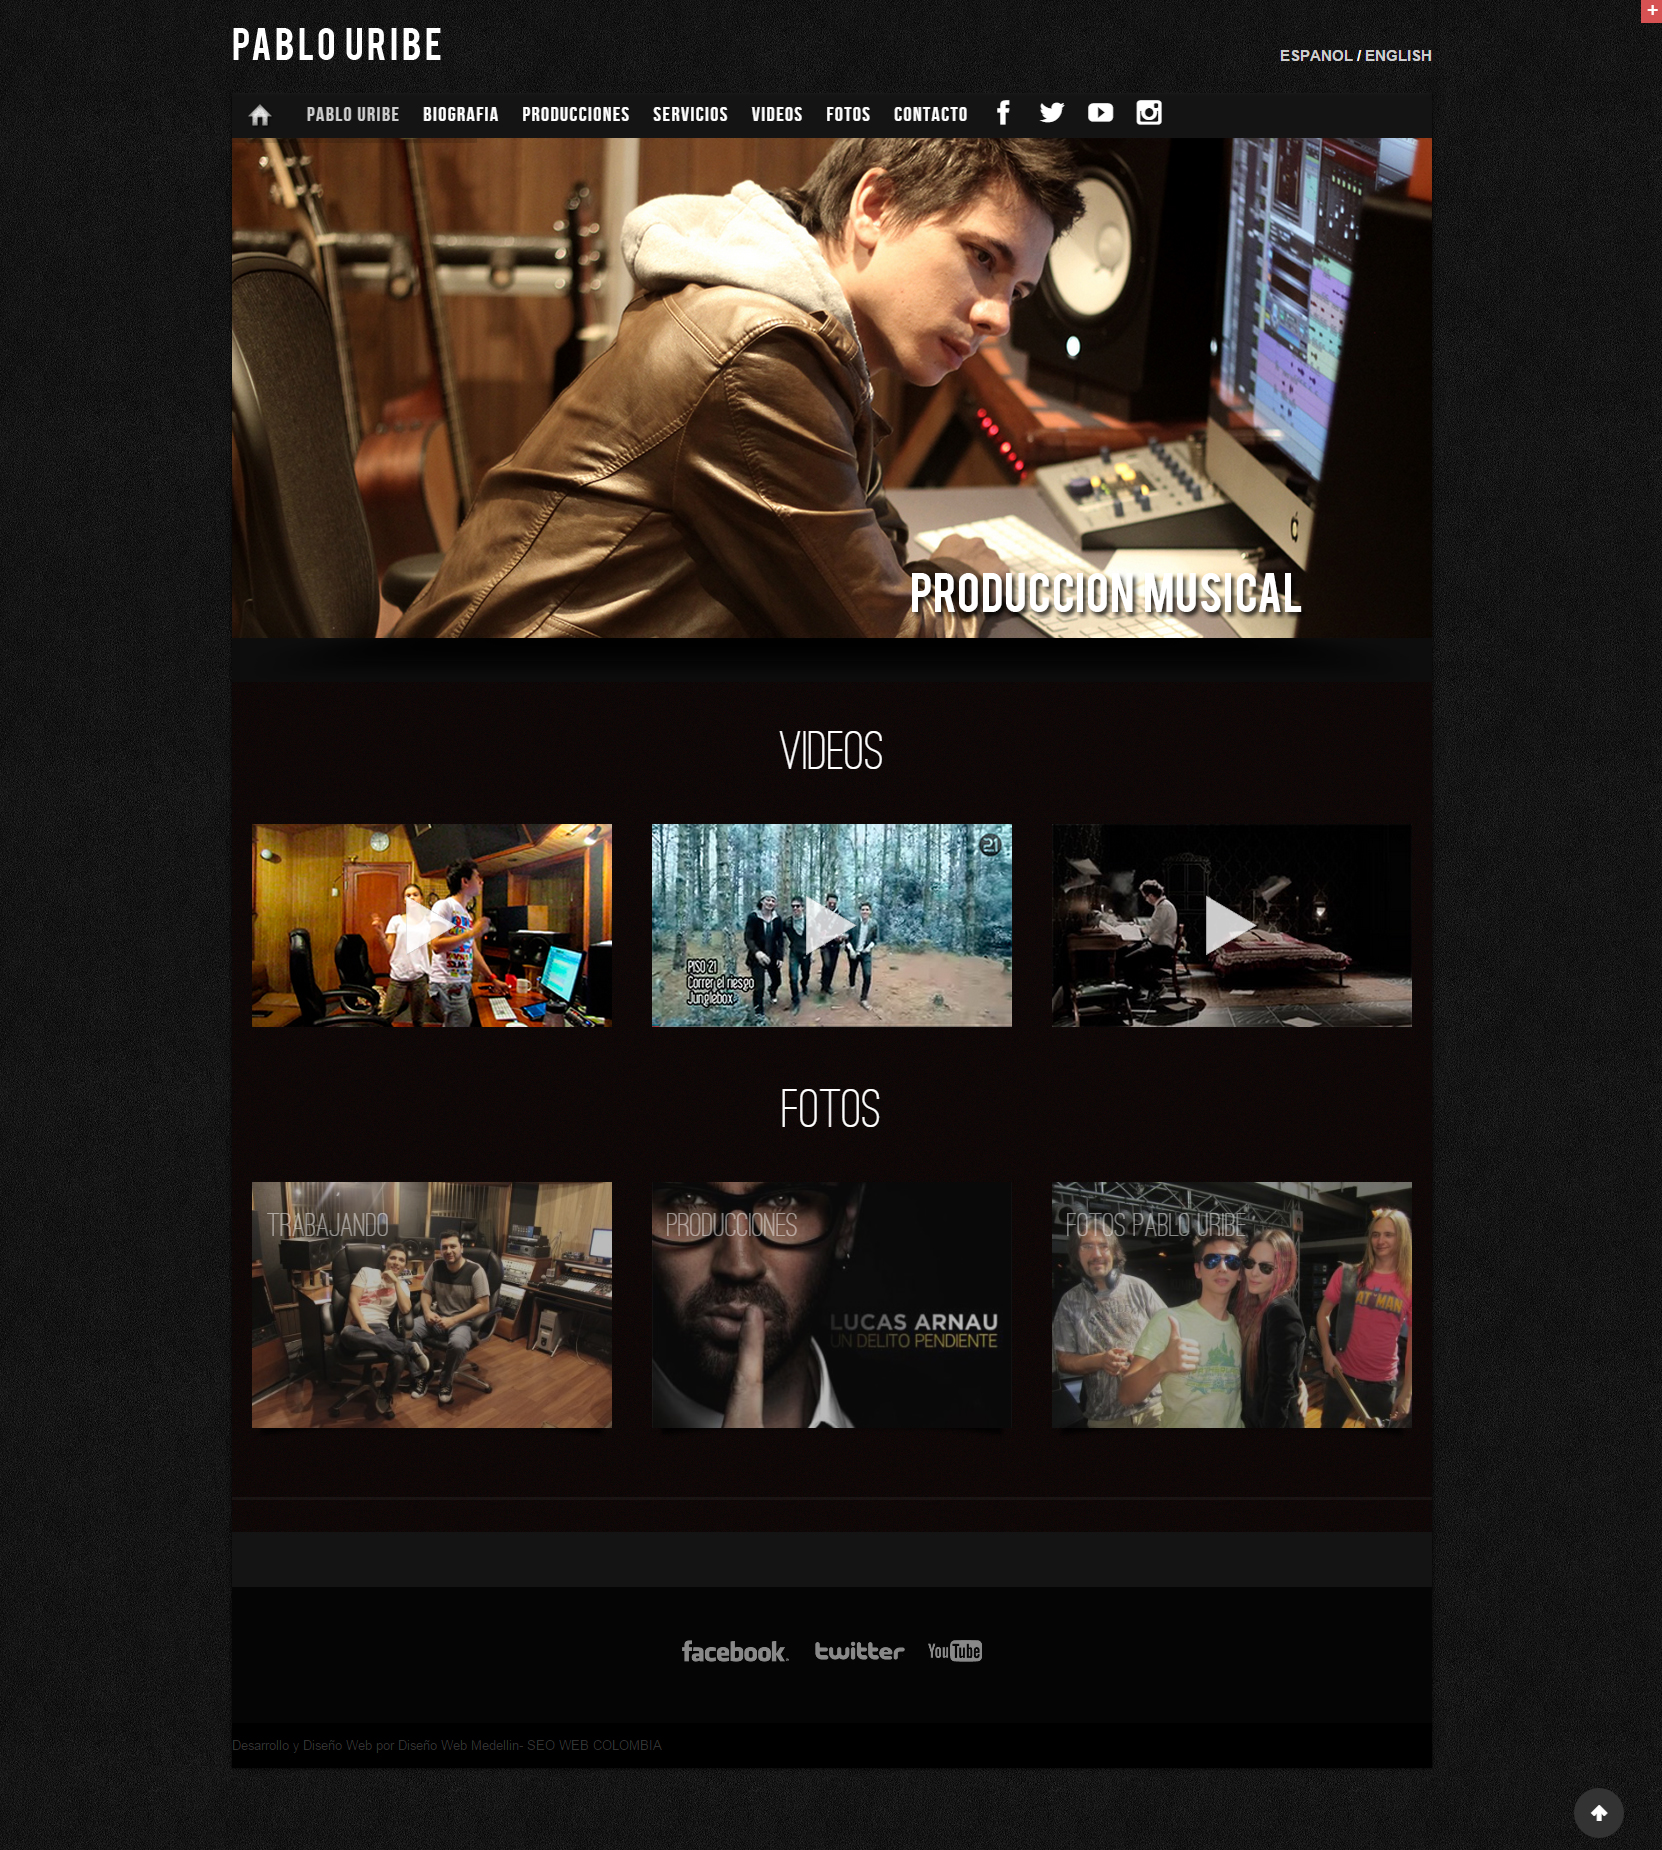 PABLO URIBE
ESPANOL / ENGLISH
PABLO URIBE BIOGRAFIA PRODUCCIONES SERVICIOS VIDEOS FOTOS CONTACTO
PRODUCCION MUSICAL
VIDEOS
21
PISO 21
Correr el riesgo
Junglebox
FOTOS
TRABAJANDO
PRODUCCIONES
LUCAS ARNAU
UN DELITO PENDIENTE
FOTOS PABLO URIBE
BATMAN
facebook. twitter YouTube
Desarrollo y Diseño Web por Diseño Web Medellin- SEO WEB COLOMBIA